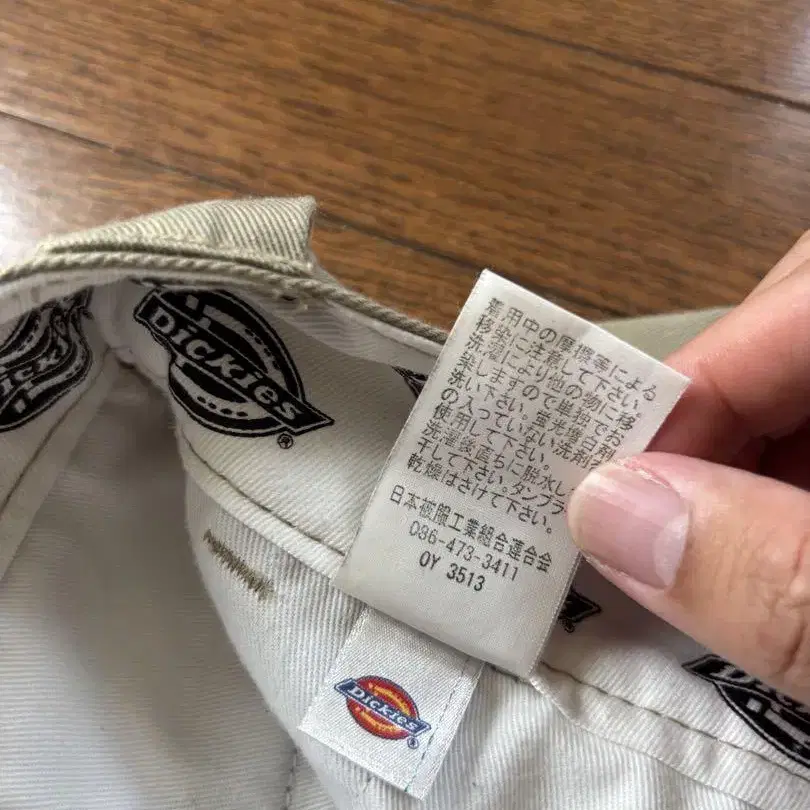 Dickies
Dickies
®
着用中の摩擦等による
移染に注意して下さい。
洗濯により他の物に移
染しますので単独でお
洗い下さい。蛍光増白剤
の入っていない洗剤
使用して下さい。
洗濯後直ちに脱水し
干して下さい。タンブラ
乾燥はさけて下さい。
日本被服工業組合連合会
086-473-3411
OY 3513
Dickies
®